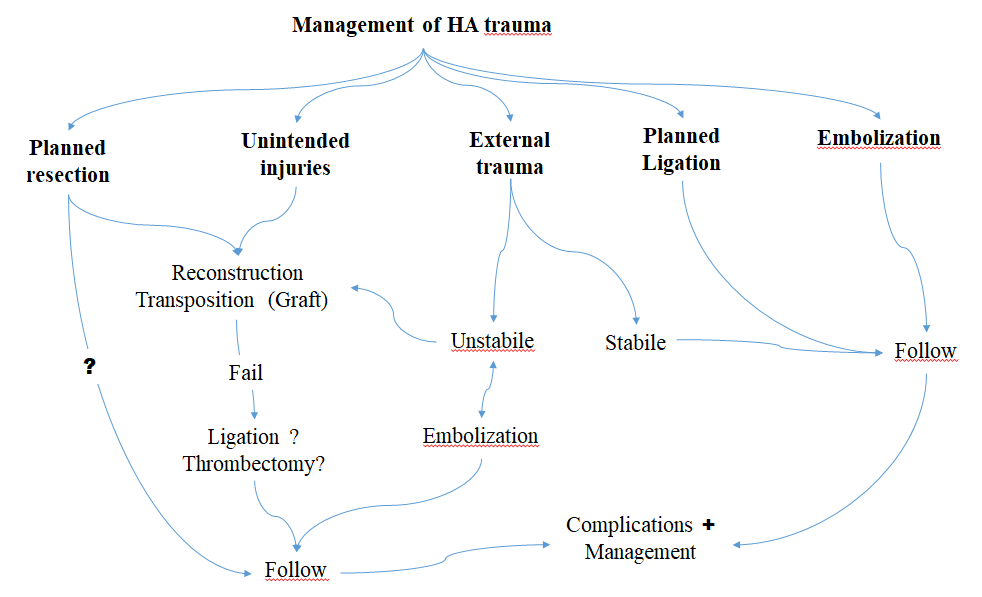 Management of HA trauma
Planned
resection
Unintended
injuries
External
trauma
Planned
Ligation
Embolization
Reconstruction
Transposition (Graft)
Unstabile
Stabile
Follow
?
Fail
Ligation ?
Thrombectomy?
Embolization
Complications +
Management
Follow